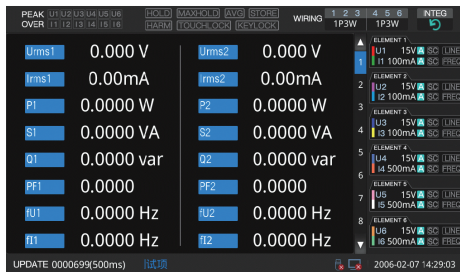 PEAK U1 U2 U3 U4 U5 U6 HOLD MAXHOLD AVG STORE WIRING 1 2 3 4 5 6 INTEG
OVER I1 I2 I3 I4 I5 I6 HARM TOUCHLOCK KEYLOCK 1P3W 1P3W
Urms1 0.000 V Urms2 0.000 V
Irms1 0.00mA Irms2 0.00mA
P1 0.0000 W P2 0.0000 W
S1 0.0000 VA S2 0.0000 VA
Q1 0.0000 var Q2 0.0000 var
PF1 0.0000 PF2 0.0000
fU1 0.0000 Hz fU2 0.0000 Hz
fI1 0.0000 Hz fI2 0.0000 Hz
1
2
3
4
5
6
7
8
ELEMENT 1
U1 15V A SC LINE
I1 100mA A SC FREQ
ELEMENT 2
U2 15V A SC LINE
I2 100mA A SC FREQ
ELEMENT 3
U3 15V A SC LINE
I3 100mA A SC FREQ
ELEMENT 4
U4 15V A SC LINE
I4 500mA A SC FREQ
ELEMENT 5
U5 15V A SC LINE
I5 500mA A SC FREQ
ELEMENT 6
U6 15V A SC LINE
I6 500mA A SC FREQ
UPDATE 0000699(500ms) 试项 2006-02-07 14:29:03